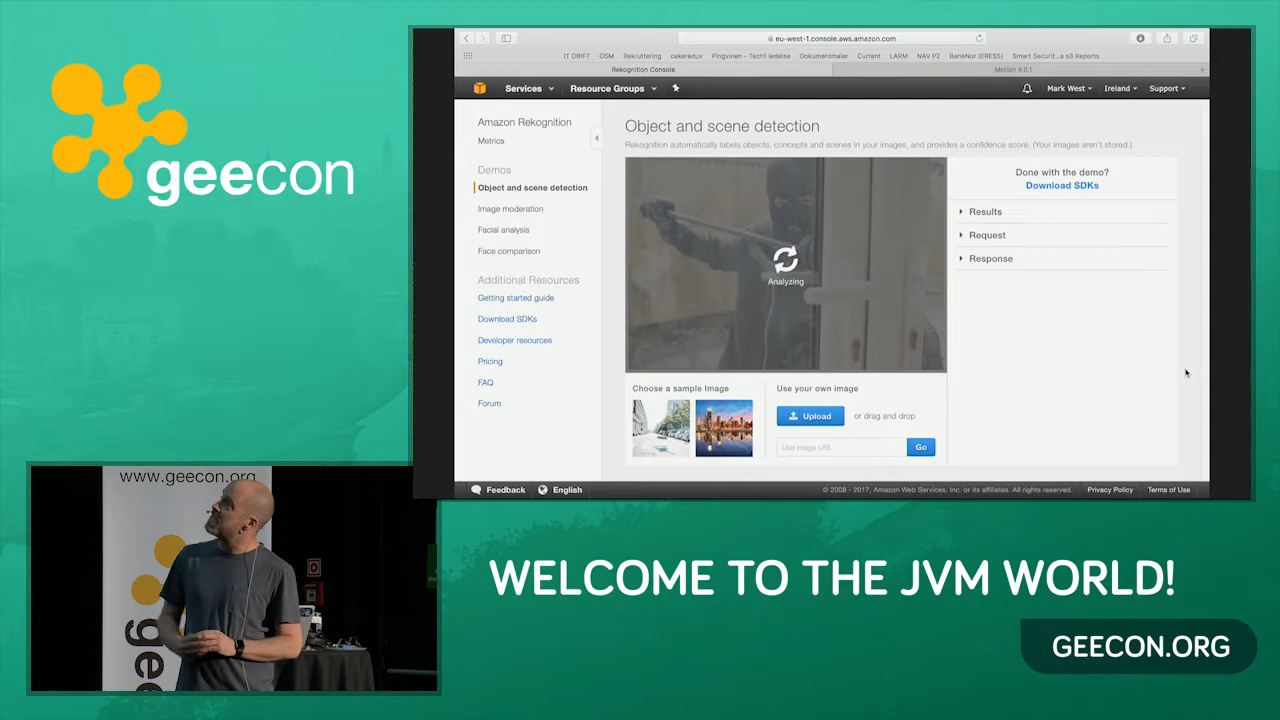 geecon
eu-west-1.console.aws.amazon.com
IT DRIFT OSM Rekruttering cakeredux Pingvinen - Tech1 ledelse Dokumentmaler Current LARM NAV P2 BaneNor (ERESS) Smart Securit...a s3 Reports
Rekognition Console
Motion 4.0.1
Services
Resource Groups
Mark West
Ireland
Support
Amazon Rekognition
Metrics
Demos
Object and scene detection
Image moderation
Facial analysis
Face comparison
Additional Resources
Getting started guide
Download SDKs
Developer resources
Pricing
FAQ
Forum
Object and scene detection
Rekognition automatically labels objects, concepts and scenes in your images, and provides a confidence score. (Your images aren't stored.)
Analyzing
Choose a sample Image
Use your own image
Upload
or drag and drop
Use image URL
Go
Done with the demo?
Download SDKs
Results
Request
Response
Feedback
English
© 2008 - 2017, Amazon Web Services, Inc. or its affiliates. All rights reserved.
Privacy Policy
Terms of Use
www.geecon.org
gee
WELCOME TO THE JVM WORLD!
GEECON.ORG